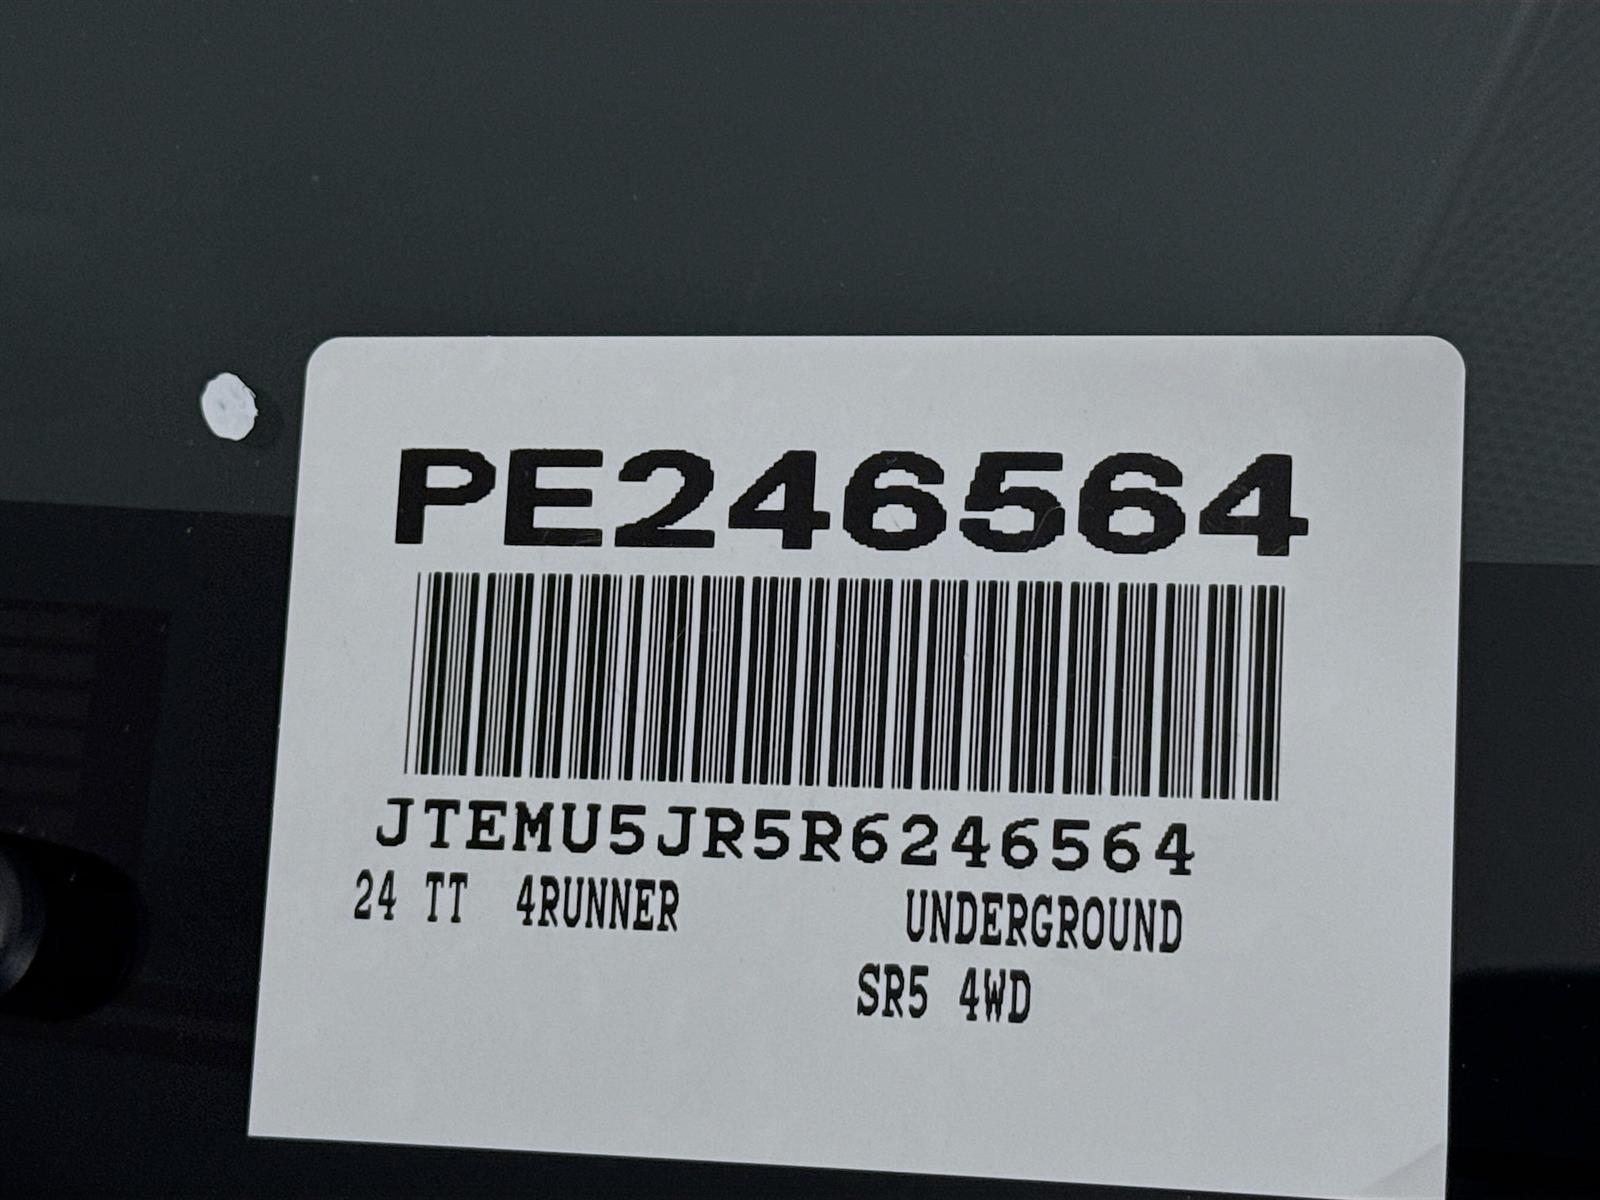 PE246564
JTEMU5JR5R6246564
24 TT 4RUNNER UNDERGROUND
SR5 4WD